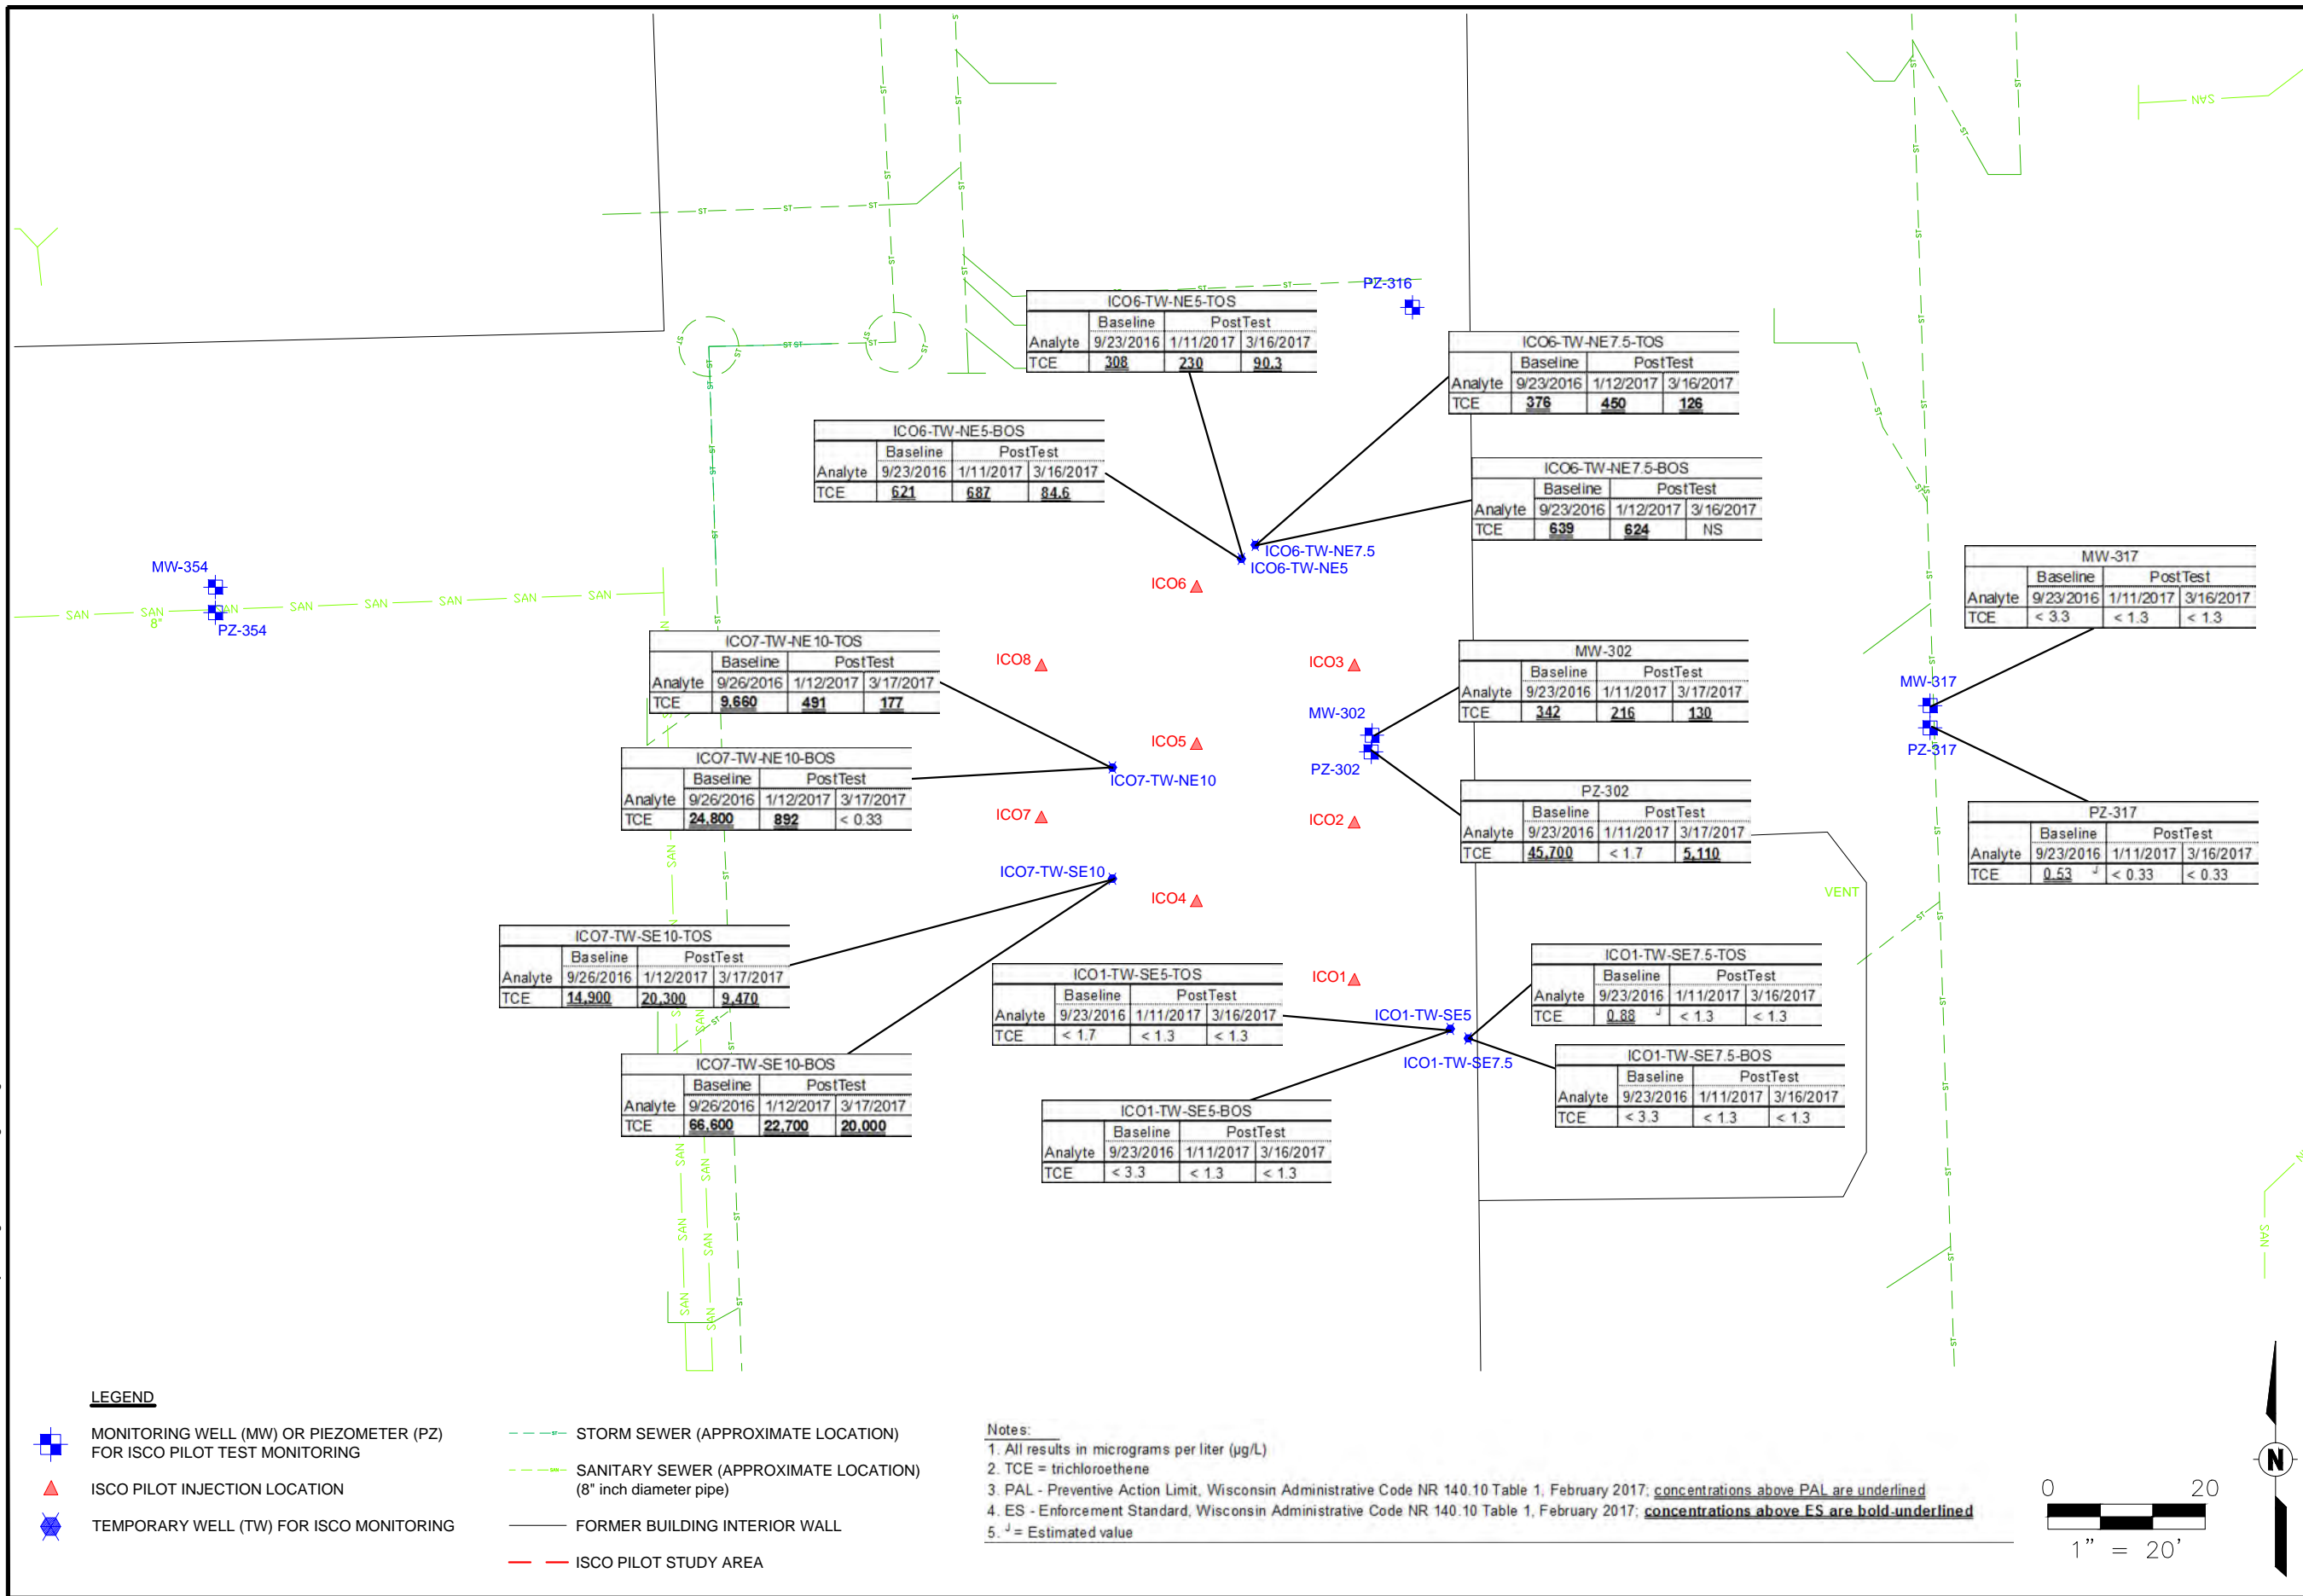 PZ-316
ICO6-TW-NE5-TOS
Baseline PostTest
Analyte 9/23/2016 1/11/2017 3/16/2017
TCE 308 230 90.3
ICO6-TW-NE7.5-TOS
Baseline PostTest
Analyte 9/23/2016 1/12/2017 3/16/2017
TCE 376 450 126
ICO6-TW-NE5-BOS
Baseline PostTest
Analyte 9/23/2016 1/11/2017 3/16/2017
TCE 621 687 84.6
ICO6-TW-NE7.5-BOS
Baseline PostTest
Analyte 9/23/2016 1/12/2017 3/16/2017
TCE 639 624 NS
ICO6-TW-NE7.5
ICO6-TW-NE5
MW-354
PZ-354
SAN SAN SAN SAN SAN SAN SAN SAN
8"
ICO6
MW-317
Baseline PostTest
Analyte 9/23/2016 1/11/2017 3/16/2017
TCE < 3.3 < 1.3 < 1.3
ICO7-TW-NE10-TOS
Baseline PostTest
Analyte 9/26/2016 1/12/2017 3/17/2017
TCE 9,660 491 177
ICO8
ICO3
MW-302
Baseline PostTest
Analyte 9/23/2016 1/11/2017 3/17/2017
TCE 342 216 130
MW-317
PZ-317
MW-302
PZ-302
ICO5
ICO7-TW-NE10
ICO7-TW-NE10-BOS
Baseline PostTest
Analyte 9/26/2016 1/12/2017 3/17/2017
TCE 24,800 892 < 0.33
ICO7
ICO2
PZ-302
Baseline PostTest
Analyte 9/23/2016 1/11/2017 3/17/2017
TCE 45,700 < 1.7 5,110
PZ-317
Baseline PostTest
Analyte 9/23/2016 1/11/2017 3/16/2017
TCE 0.53 J < 0.33 < 0.33
VENT
ICO7-TW-SE10
ICO4
ICO7-TW-SE10-TOS
Baseline PostTest
Analyte 9/26/2016 1/12/2017 3/17/2017
TCE 14,900 20,300 9,470
ICO1-TW-SE5-TOS
Baseline PostTest
Analyte 9/23/2016 1/11/2017 3/16/2017
TCE < 1.7 < 1.3 < 1.3
ICO1
ICO1-TW-SE7.5-TOS
Baseline PostTest
Analyte 9/23/2016 1/11/2017 3/16/2017
TCE 0.88 J < 1.3 < 1.3
ICO1-TW-SE5
ICO1-TW-SE7.5
ICO7-TW-SE10-BOS
Baseline PostTest
Analyte 9/26/2016 1/12/2017 3/17/2017
TCE 66,600 22,700 20,000
ICO1-TW-SE7.5-BOS
Baseline PostTest
Analyte 9/23/2016 1/11/2017 3/16/2017
TCE < 3.3 < 1.3 < 1.3
ICO1-TW-SE5-BOS
Baseline PostTest
Analyte 9/23/2016 1/11/2017 3/16/2017
TCE < 3.3 < 1.3 < 1.3
LEGEND
MONITORING WELL (MW) OR PIEZOMETER (PZ)
FOR ISCO PILOT TEST MONITORING
ISCO PILOT INJECTION LOCATION
TEMPORARY WELL (TW) FOR ISCO MONITORING
STORM SEWER (APPROXIMATE LOCATION)
SANITARY SEWER (APPROXIMATE LOCATION)
(8" inch diameter pipe)
FORMER BUILDING INTERIOR WALL
ISCO PILOT STUDY AREA
Notes:
1. All results in micrograms per liter (µg/L)
2. TCE = trichloroethene
3. PAL - Preventive Action Limit, Wisconsin Administrative Code NR 140.10 Table 1, February 2017; concentrations above PAL are underlined
4. ES - Enforcement Standard, Wisconsin Administrative Code NR 140.10 Table 1, February 2017; concentrations above ES are bold-underlined
5. J = Estimated value
N
0 20
1" = 20'